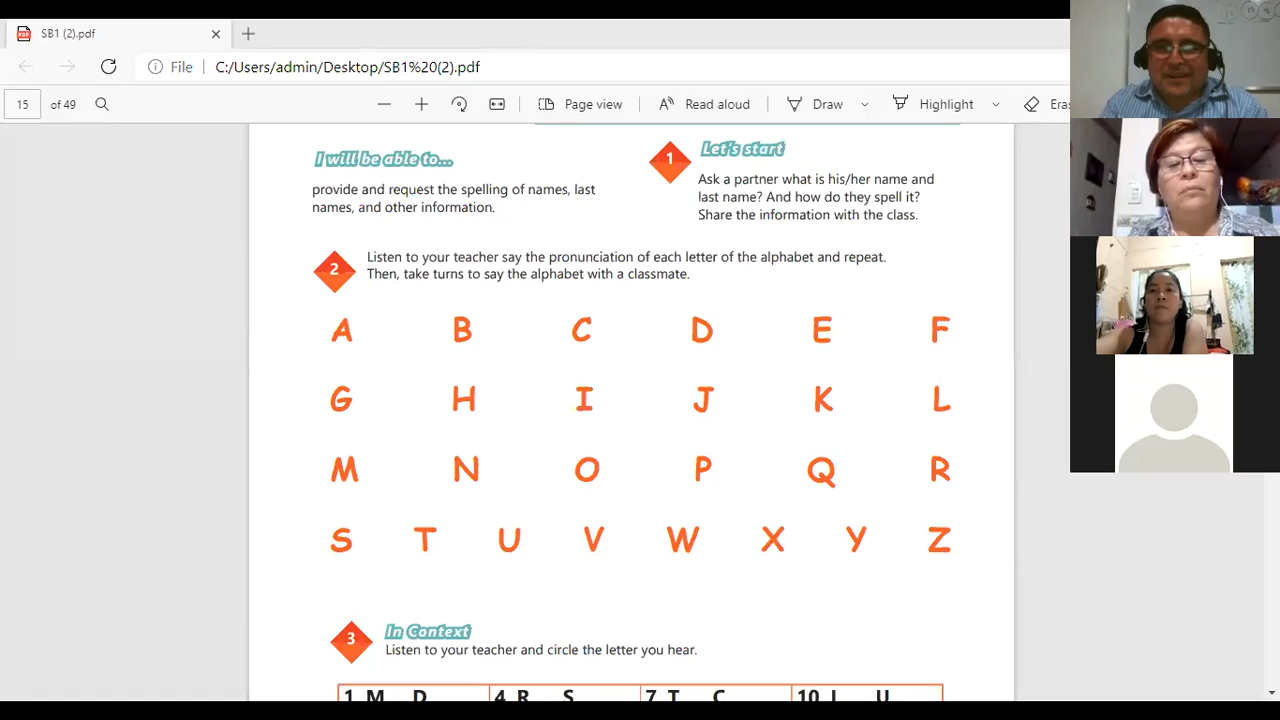 SB1 (2).pdf
File C:/Users/admin/Desktop/SB1%20(2).pdf
15 of 49 Page view Read aloud Draw Highlight Eras
I will be able to...
provide and request the spelling of names, last
names, and other information.
1 Let's start
Ask a partner what is his/her name and
last name? And how do they spell it?
Share the information with the class.
2 Listen to your teacher say the pronunciation of each letter of the alphabet and repeat.
Then, take turns to say the alphabet with a classmate.
A B C D E F
G H I J K L
M N O P Q R
S T U V W X Y Z
3 In Context
Listen to your teacher and circle the letter you hear.
1 M D 4 R S 7 T C 10 U